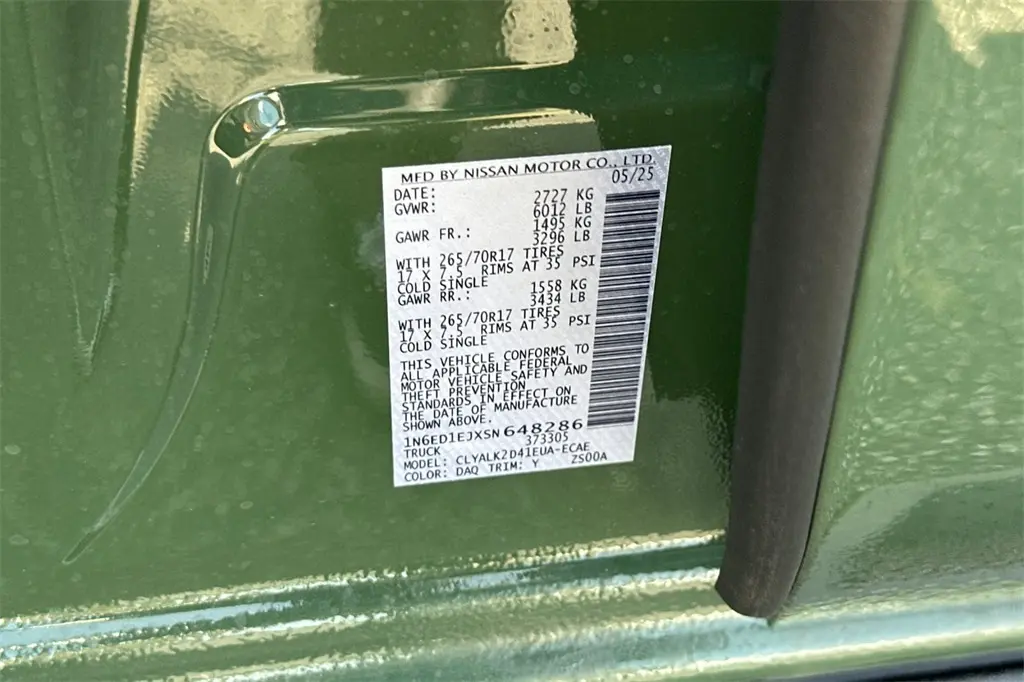 MFD BY NISSAN MOTOR CO., LTD.
DATE: 05/25
GVWR: 2727 KG
6012 LB
GAWR FR.: 1495 KG
3296 LB
WITH 265/70R17 TIRES
17 X 7.5 RIMS AT 35 PSI
COLD SINGLE
GAWR RR.: 1558 KG
3434 LB
WITH 265/70R17 TIRES
17 X 7.5 RIMS AT 35 PSI
COLD SINGLE
THIS VEHICLE CONFORMS TO
ALL APPLICABLE FEDERAL
MOTOR VEHICLE SAFETY AND
THEFT PREVENTION
STANDARDS IN EFFECT ON
THE DATE OF MANUFACTURE
SHOWN ABOVE.
1N6ED1EJXSN648286
TRUCK 373305
MODEL: CLYALK2D41EUA-ECAE
COLOR: DAQ TRIM: Y ZS00A